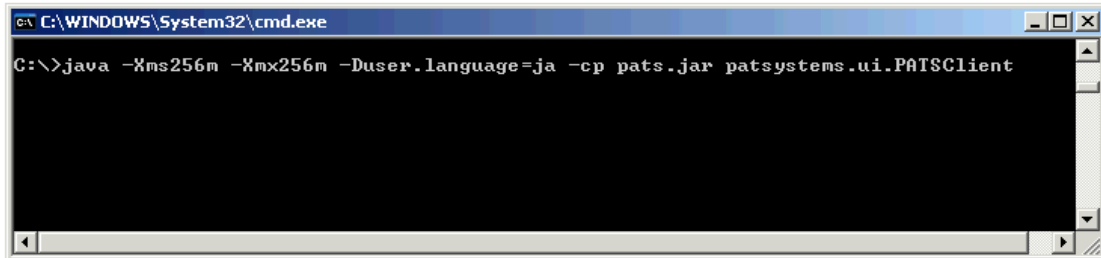 C:\WINDOWS\System32\cmd.exe
C:\>java -Xms256m -Xmx256m -Duser.language=ja -cp pats.jar patsystems.ui.PATSClient